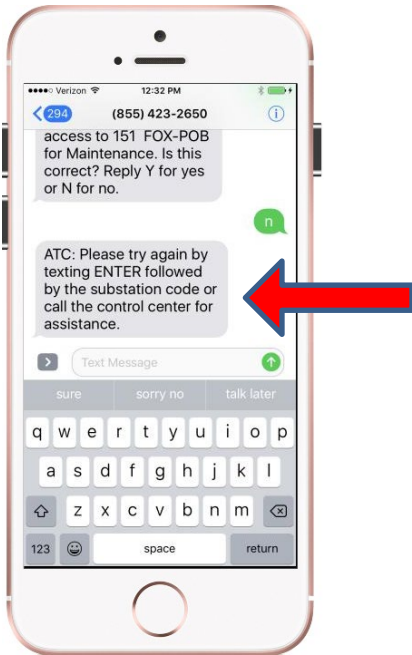 Verizon 12:32 PM
294 (855) 423-2650 i
access to 151 FOX-POB
for Maintenance. Is this
correct? Reply Y for yes
or N for no.
n
ATC: Please try again by
texting ENTER followed
by the substation code or
call the control center for
assistance.
Text Message
sure sorry no talk later
q w e r t y u i o p
a s d f g h j k l
z x c v b n m
123 space return